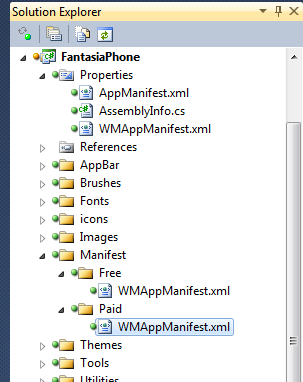 Solution Explorer
FantasiaPhone
Properties
AppManifest.xml
AssemblyInfo.cs
WMAppManifest.xml
References
AppBar
Brushes
Fonts
icons
Images
Manifest
Free
WMAppManifest.xml
Paid
WMAppManifest.xml
Themes
Tools
Utilities